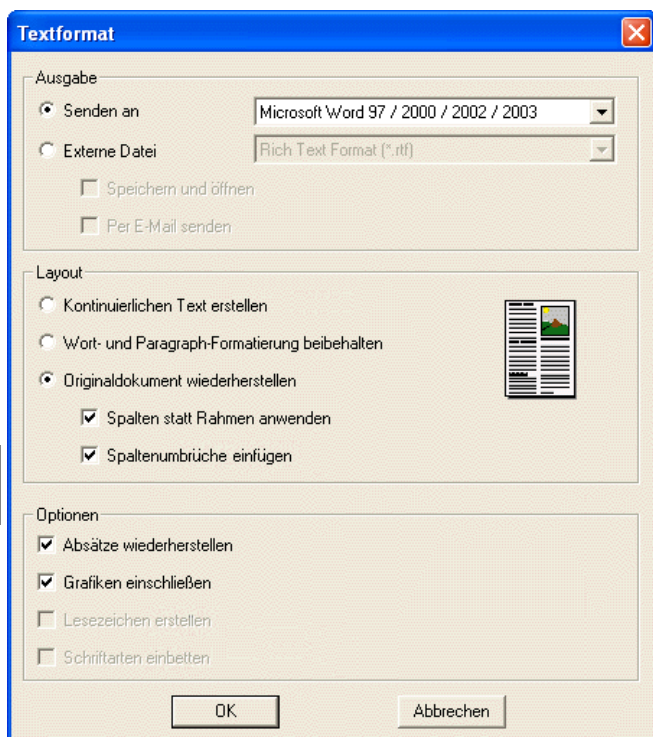 Textformat
Ausgabe
Senden an
Microsoft Word 97 / 2000 / 2002 / 2003
Externe Datei
Rich Text Format (*.rtf)
Speichern und öffnen
Per E-Mail senden
Layout
Kontinuierlichen Text erstellen
Wort- und Paragraph-Formatierung beibehalten
Originaldokument wiederherstellen
Spalten statt Rahmen anwenden
Spaltenumbrüche einfügen
Optionen
Absätze wiederherstellen
Grafiken einschließen
Lesezeichen erstellen
Schriftarten einbetten
OK
Abbrechen